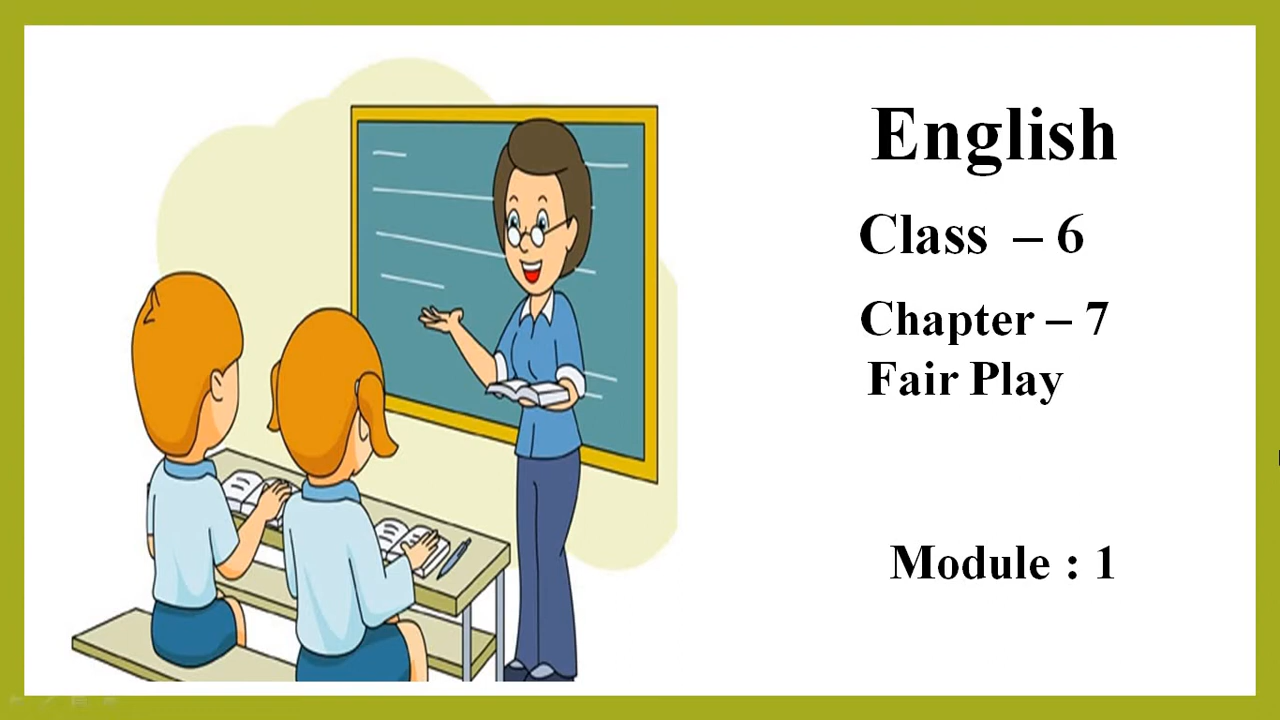 English
Class – 6
Chapter – 7
Fair Play
Module : 1